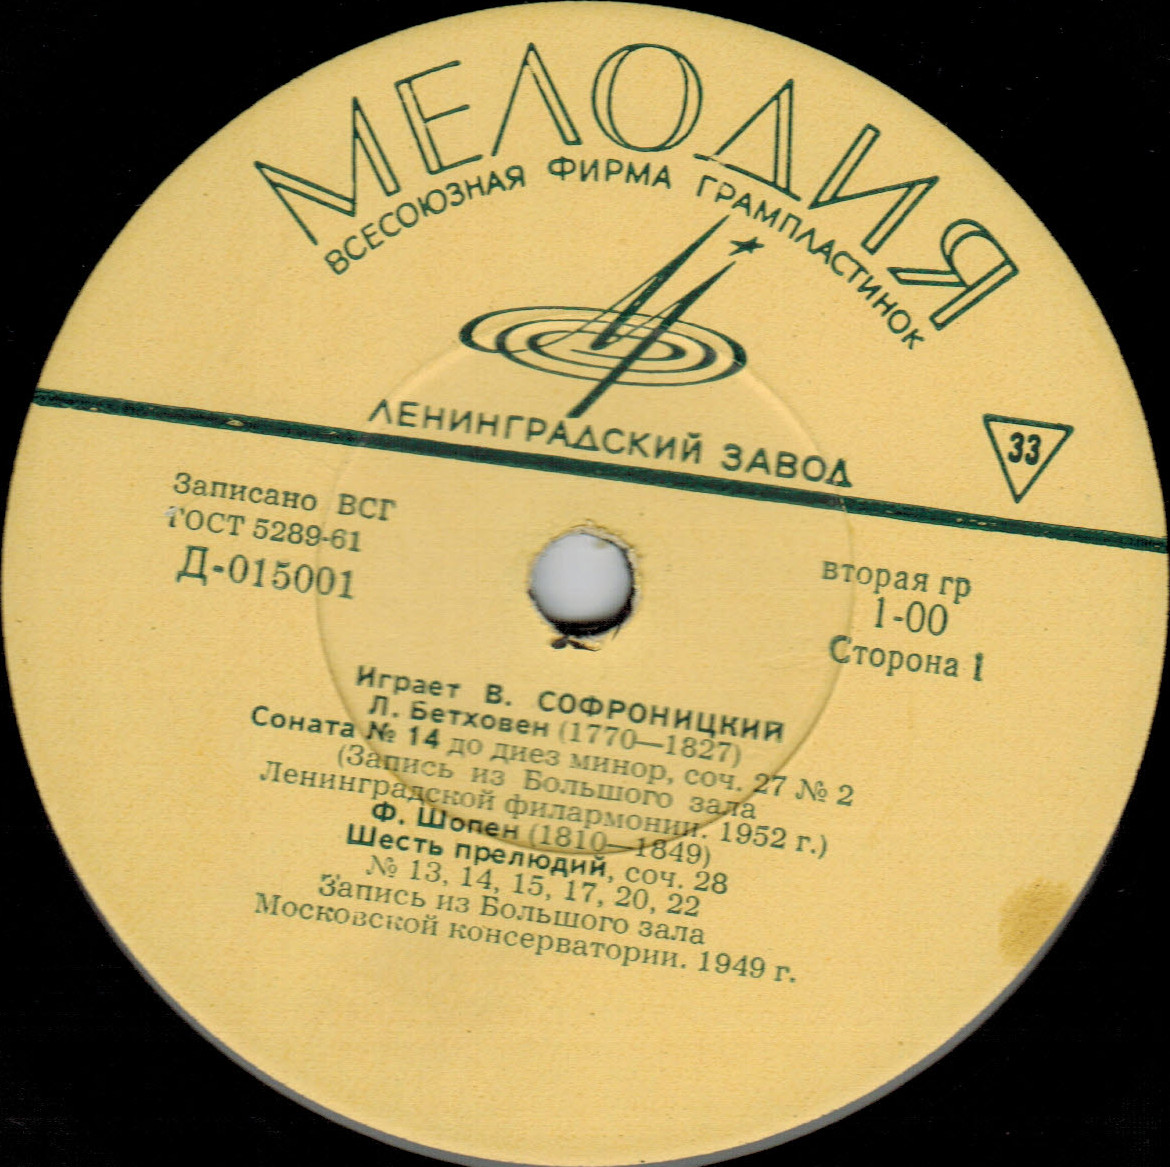 МЕЛОДИЯ
ВСЕСОЮЗНАЯ ФИРМА ГРАМПЛАСТИНОК
ЛЕНИНГРАДСКИЙ ЗАВОД
33
Записано ВСГ
ГОСТ 5289-61
Д-015001
вторая гр
1-00
Сторона 1
Играет В. СОФРОНИЦКИЙ
Л. Бетховен (1770—1827)
Соната № 14 до диез минор, соч. 27 № 2
(Запись из Большого зала
Ленинградской филармонии. 1952 г.)
Ф. Шопен (1810—1849)
Шесть прелюдий, соч. 28
№ 13, 14, 15, 17, 20, 22
Запись из Большого зала
Московской консерватории. 1949 г.